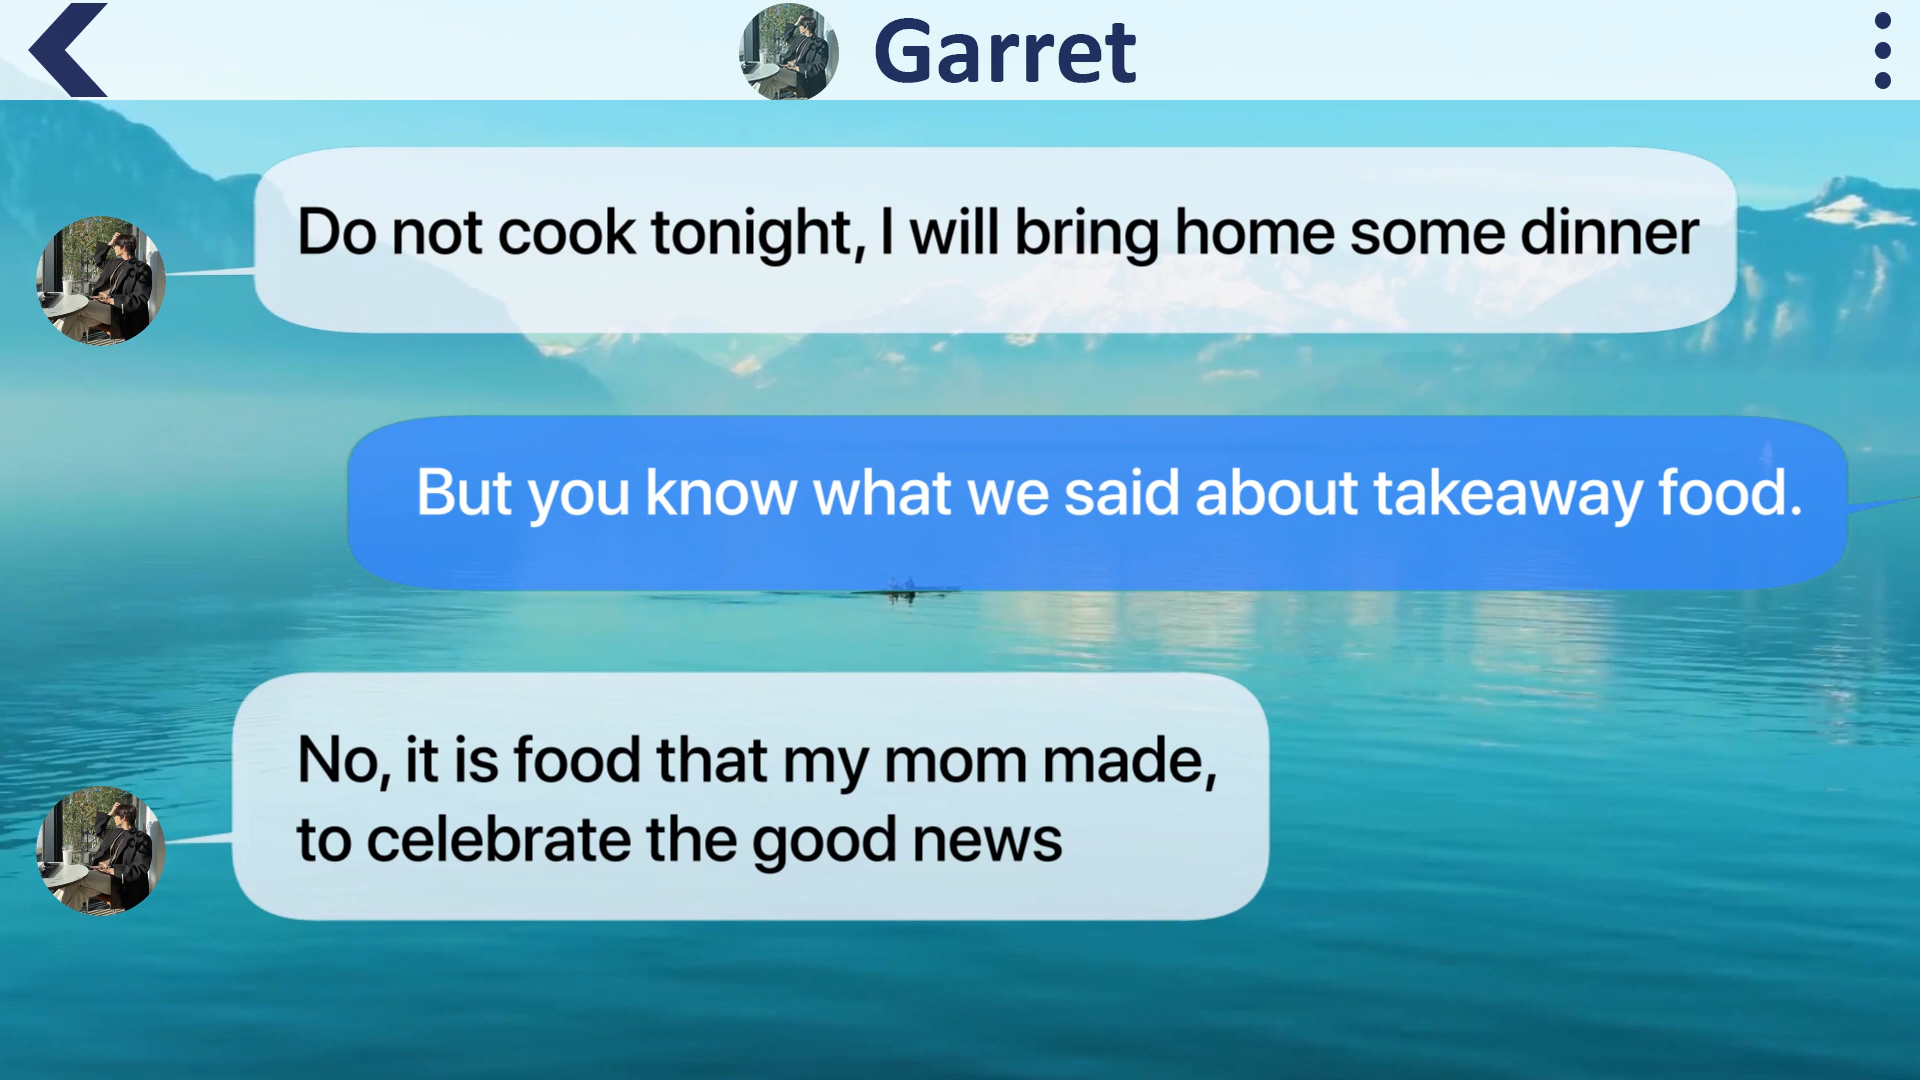 Garret
Do not cook tonight, I will bring home some dinner
But you know what we said about takeaway food.
No, it is food that my mom made,
to celebrate the good news